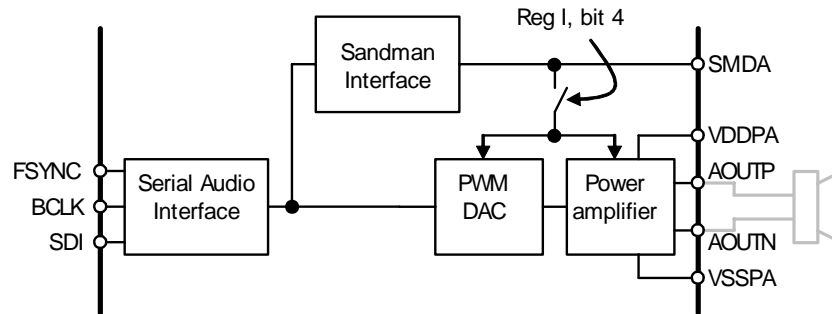 Reg I, bit 4
Sandman
Interface
SMDA
VDDPA
FSYNC
BCLK
SDI
Serial Audio
Interface
PWM
DAC
Power
amplifier
AOUTP
AOUTN
VSSPA